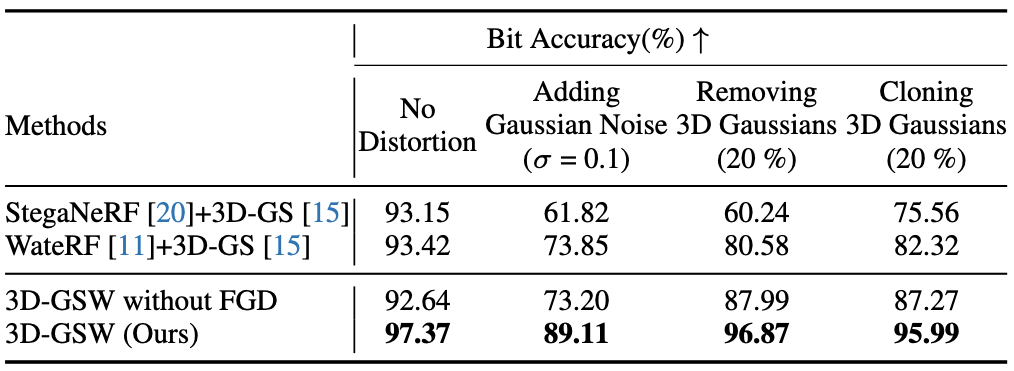 Bit Accuracy(%) ↑
Methods No Distortion Adding Gaussian Noise (σ = 0.1) Removing 3D Gaussians (20 %) Cloning 3D Gaussians (20 %)
StegaNeRF [20]+3D-GS [15] 93.15 61.82 60.24 75.56
WateRF [11]+3D-GS [15] 93.42 73.85 80.58 82.32
3D-GSW without FGD 92.64 73.20 87.99 87.27
3D-GSW (Ours) 97.37 89.11 96.87 95.99